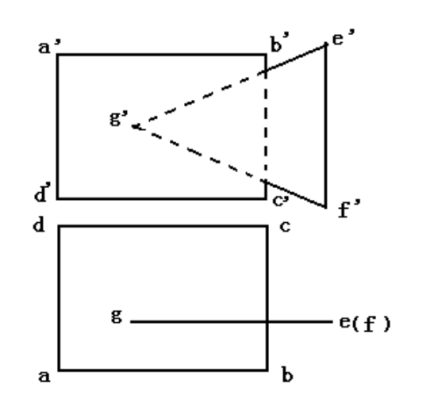 a' b' e'
g'
d' c' f'
d c
g e(f)
a b